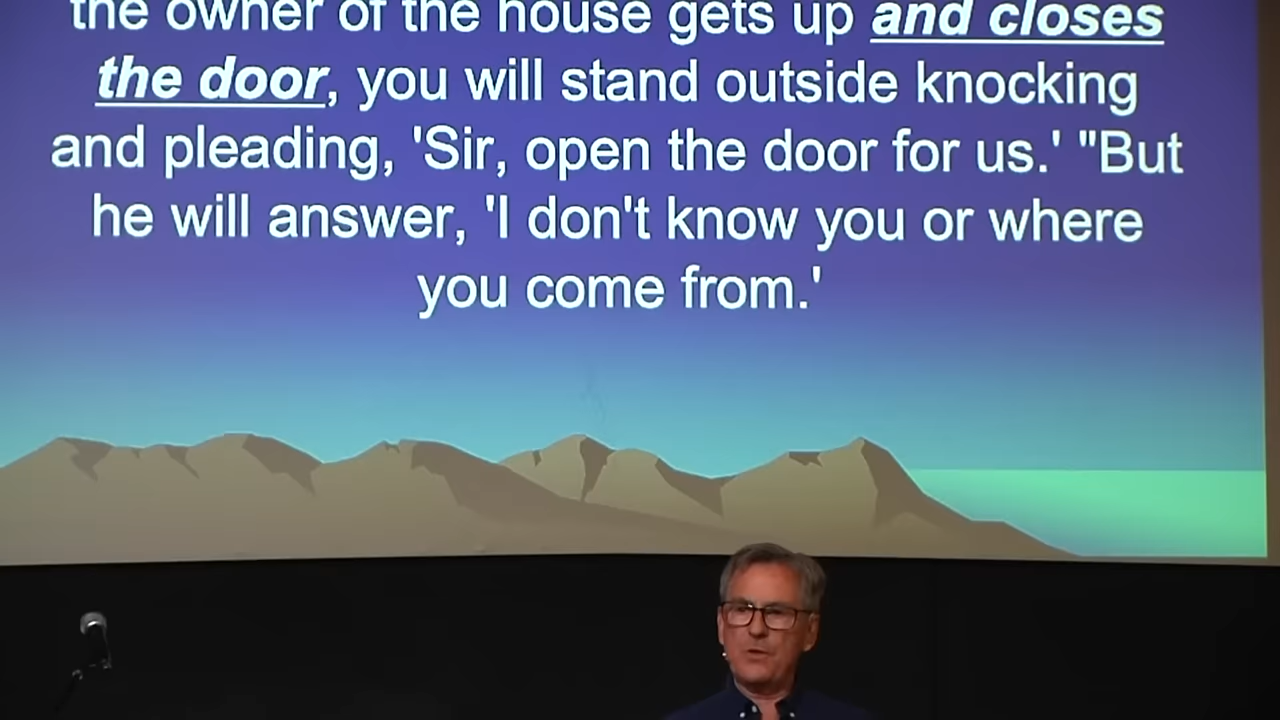 the owner of the house gets up and closes
the door, you will stand outside knocking
and pleading, 'Sir, open the door for us.' "But
he will answer, 'I don't know you or where
you come from.'